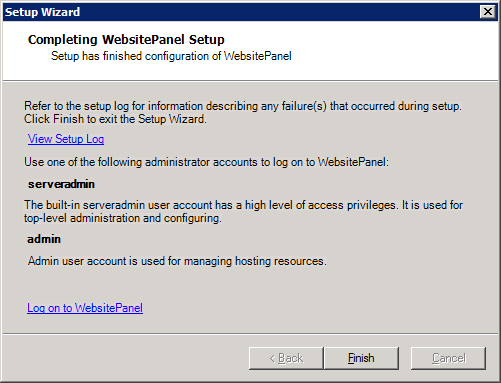 Setup Wizard
Completing WebsitePanel Setup
Setup has finished configuration of WebsitePanel
Refer to the setup log for information describing any failure(s) that occurred during setup.
Click Finish to exit the Setup Wizard.
View Setup Log
Use one of the following administrator accounts to log on to WebsitePanel:
serveradmin
The built-in serveradmin user account has a high level of access privileges. It is used for
top-level administration and configuring.
admin
Admin user account is used for managing hosting resources.
Log on to WebsitePanel
< Back Finish Cancel